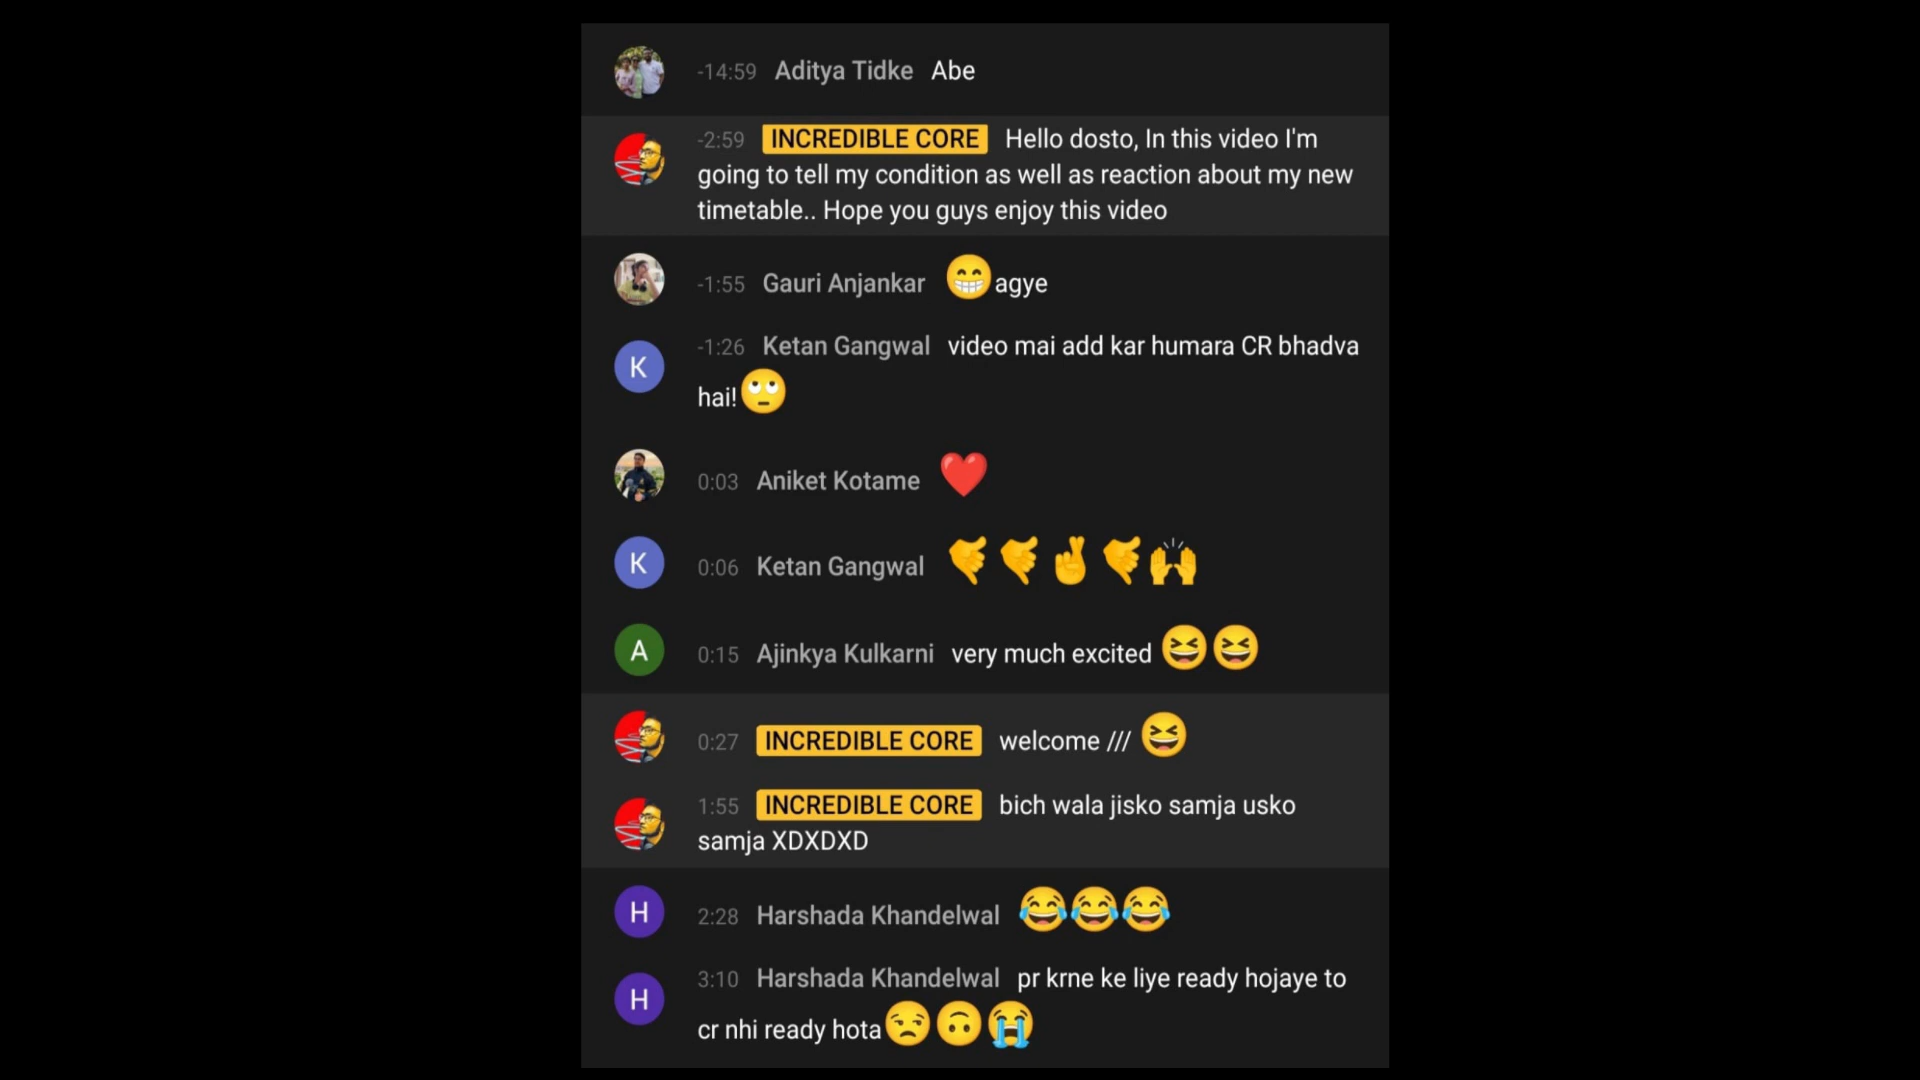 -14:59 Aditya Tidke Abe
-2:59 INCREDIBLE CORE Hello dosto, In this video I'm
going to tell my condition as well as reaction about my new
timetable.. Hope you guys enjoy this video
-1:55 Gauri Anjankar 😁agye
K -1:26 Ketan Gangwal video mai add kar humara CR bhadva
hai!🙄
0:03 Aniket Kotame ❤️
K 0:06 Ketan Gangwal 🤙🤙🤞🤙🙌
A 0:15 Ajinkya Kulkarni very much excited 😆😆
0:27 INCREDIBLE CORE welcome /// 😆
1:55 INCREDIBLE CORE bich wala jisko samja usko
samja XDXDXD
H 2:28 Harshada Khandelwal 😂😂😂
H 3:10 Harshada Khandelwal pr krne ke liye ready hojaye to
cr nhi ready hota😒🙃😭